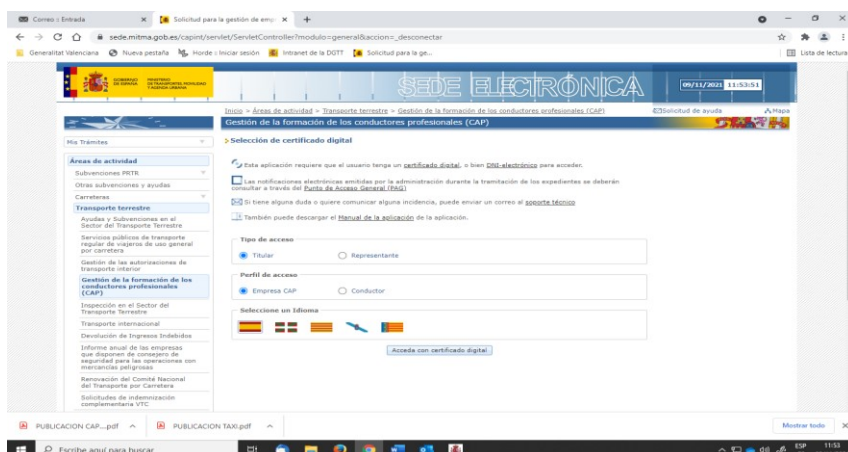 Correo :: Entrada
Solicitud para la gestión de emp
sede.mitma.gob.es/capint/servlet/ServletController?modulo=general&accion=_desconectar
Generalitat Valenciana
Nueva pestaña
Horde :: Iniciar sesión
Intranet de la DGTT
Solicitud para la ge...
Lista de lectura
GOBIERNO DE ESPAÑA
MINISTERIO DE TRANSPORTES, MOVILIDAD Y AGENDA URBANA
SEDE ELECTRÓNICA
09/11/2021 11:53:51
Inicio > Áreas de actividad > Transporte terrestre > Gestión de la formación de los conductores profesionales (CAP)
Solicitud de ayuda
Mapa
Gestión de la formación de los conductores profesionales (CAP)
Mis Trámites
Áreas de actividad
Subvenciones PRTR
Otras subvenciones y ayudas
Carreteras
Transporte terrestre
Ayudas y Subvenciones en el
Sector del Transporte Terrestre
Servicios públicos de transporte
regular de viajeros de uso general
por carretera
Gestión de las autorizaciones de
transporte interior
Gestión de la formación de los
conductores profesionales
(CAP)
Inspección en el Sector del
Transporte Terrestre
Transporte internacional
Devolución de Ingresos Indebidos
Informe anual de las empresas
que disponen de consejero de
seguridad para las operaciones con
mercancías peligrosas
Renovación del Comité Nacional
del Transporte por Carretera
Solicitudes de indemnización
complementaria VTC
Selección de certificado digital
Esta aplicación requiere que el usuario tenga un certificado digital, o bien DNI-electrónico para acceder.
Las notificaciones electrónicas emitidas por la administración durante la tramitación de los expedientes se deberán
consultar a través del Punto de Acceso General (PAG)
Si tiene alguna duda o quiere comunicar alguna incidencia, puede enviar un correo al soporte técnico
También puede descargar el Manual de la aplicación de la aplicación.
Tipo de acceso
Titular
Representante
Perfil de acceso
Empresa CAP
Conductor
Seleccione un Idioma
Acceda con certificado digital
PUBLICACION CAP....pdf
PUBLICACION TAXI.pdf
Mostrar todo
Escribe aquí para buscar
ESP
11:53